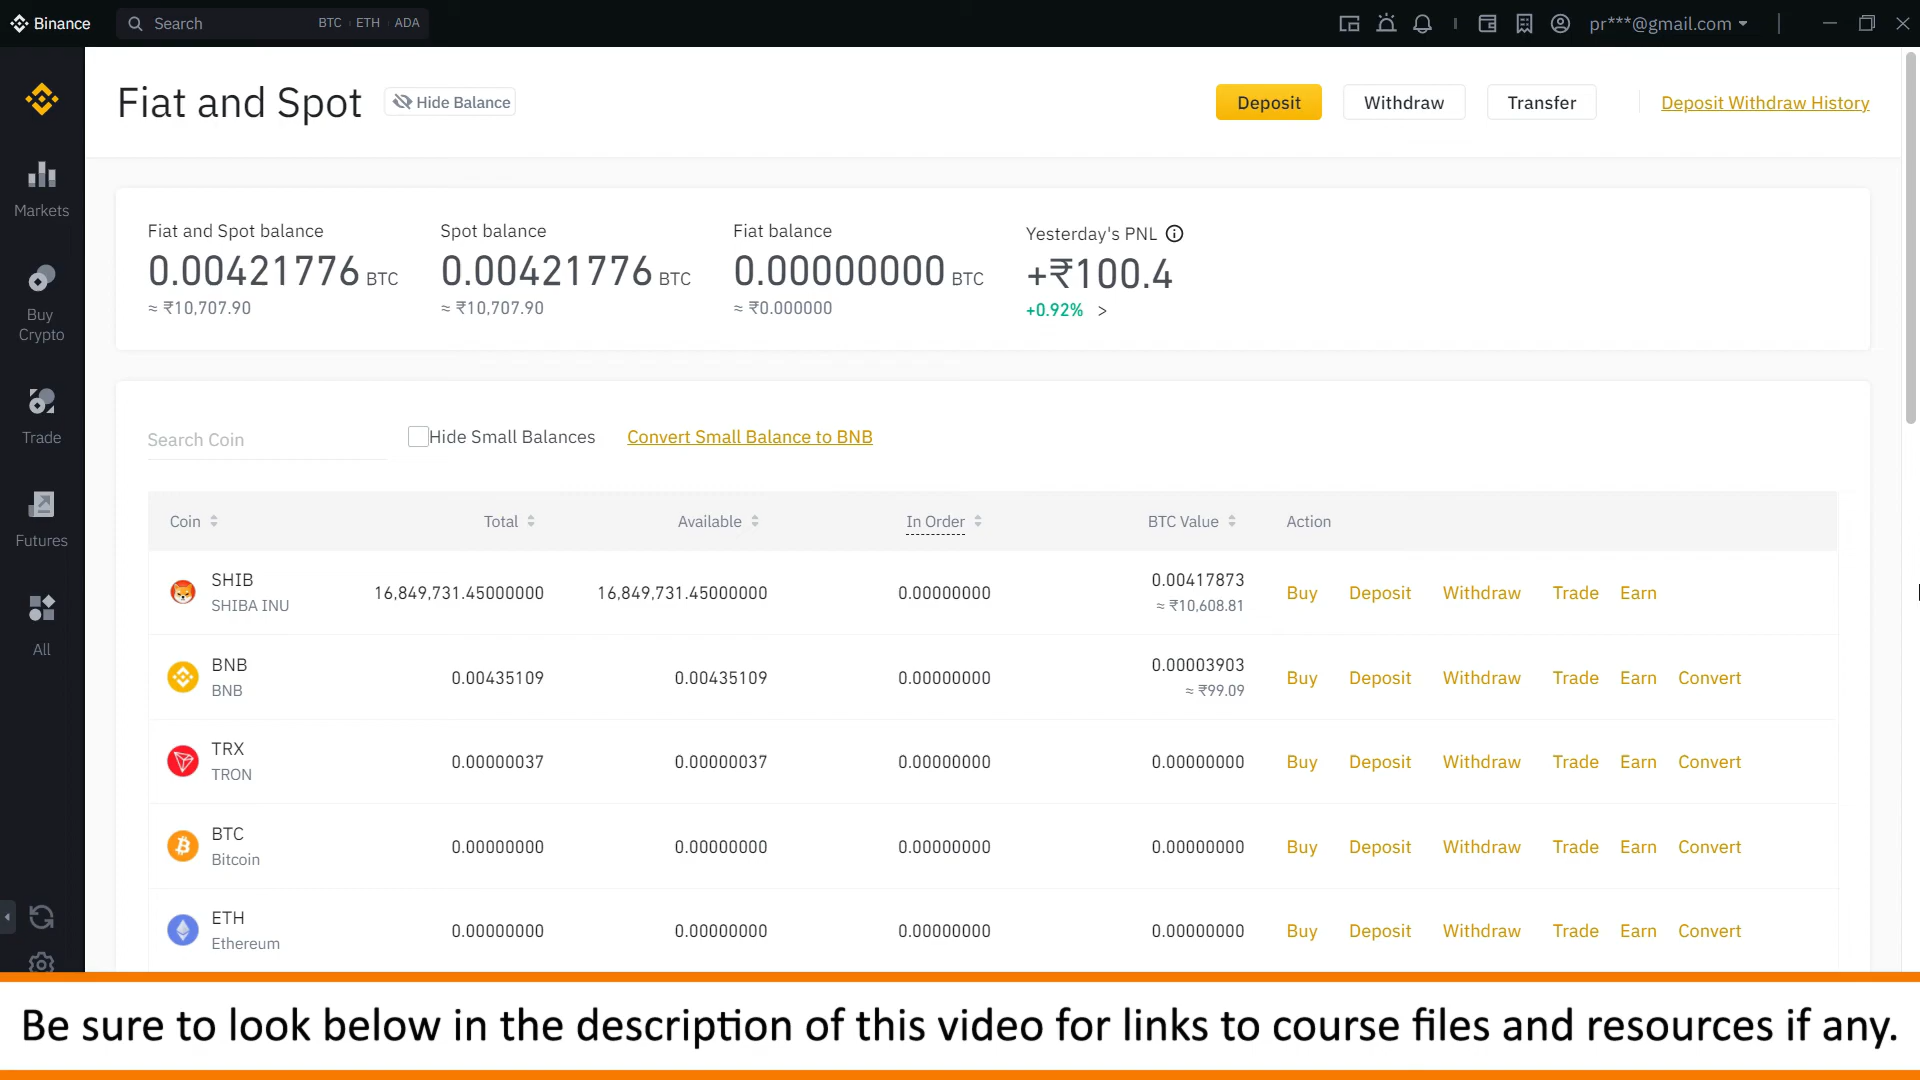 Binance
Search BTC ETH ADA
pr***@gmail.com
Fiat and Spot
Hide Balance
Deposit
Withdraw
Transfer
Deposit Withdraw History
Markets
Buy
Crypto
Trade
Futures
All
Fiat and Spot balance
0.00421776 BTC
≈ ₹10,707.90
Spot balance
0.00421776 BTC
≈ ₹10,707.90
Fiat balance
0.00000000 BTC
≈ ₹0.000000
Yesterday's PNL
+₹100.4
+0.92% >
Search Coin
Hide Small Balances
Convert Small Balance to BNB
Coin Total Available In Order BTC Value Action
SHIB
SHIBA INU
16,849,731.45000000 16,849,731.45000000 0.00000000
0.00417873
≈ ₹10,608.81
Buy Deposit Withdraw Trade Earn
BNB
BNB
0.00435109 0.00435109 0.00000000
0.00003903
≈ ₹99.09
Buy Deposit Withdraw Trade Earn Convert
TRX
TRON
0.00000037 0.00000037 0.00000000 0.00000000
Buy Deposit Withdraw Trade Earn Convert
BTC
Bitcoin
0.00000000 0.00000000 0.00000000 0.00000000
Buy Deposit Withdraw Trade Earn Convert
ETH
Ethereum
0.00000000 0.00000000 0.00000000 0.00000000
Buy Deposit Withdraw Trade Earn Convert
Be sure to look below in the description of this video for links to course files and resources if any.